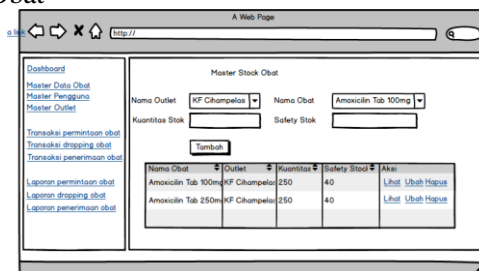 Obat
A Web Page
a link
http://
Dashboard
Master Data Obat
Master Pengguna
Master Outlet
Transaksi permintaan obat
Transaksi dropping obat
Transaksi penerimaan obat
Laporan permintaan obat
Laporan dropping obat
Laporan penerimaan obat
Master Stock Obat
Nama Outlet KF Cihampelas Nama Obat Amoxicilin Tab 100mg
Kuantitas Stok Safety Stok
Tambah
Nama Obat Outlet Kuantitas Safety Stocl Aksi
Amoxicilin Tab 100mg KF Cihampelas 250 40 Lihat Ubah Hapus
Amoxicilin Tab 250m KF Cihampelas 250 40 Lihat Ubah Hapus